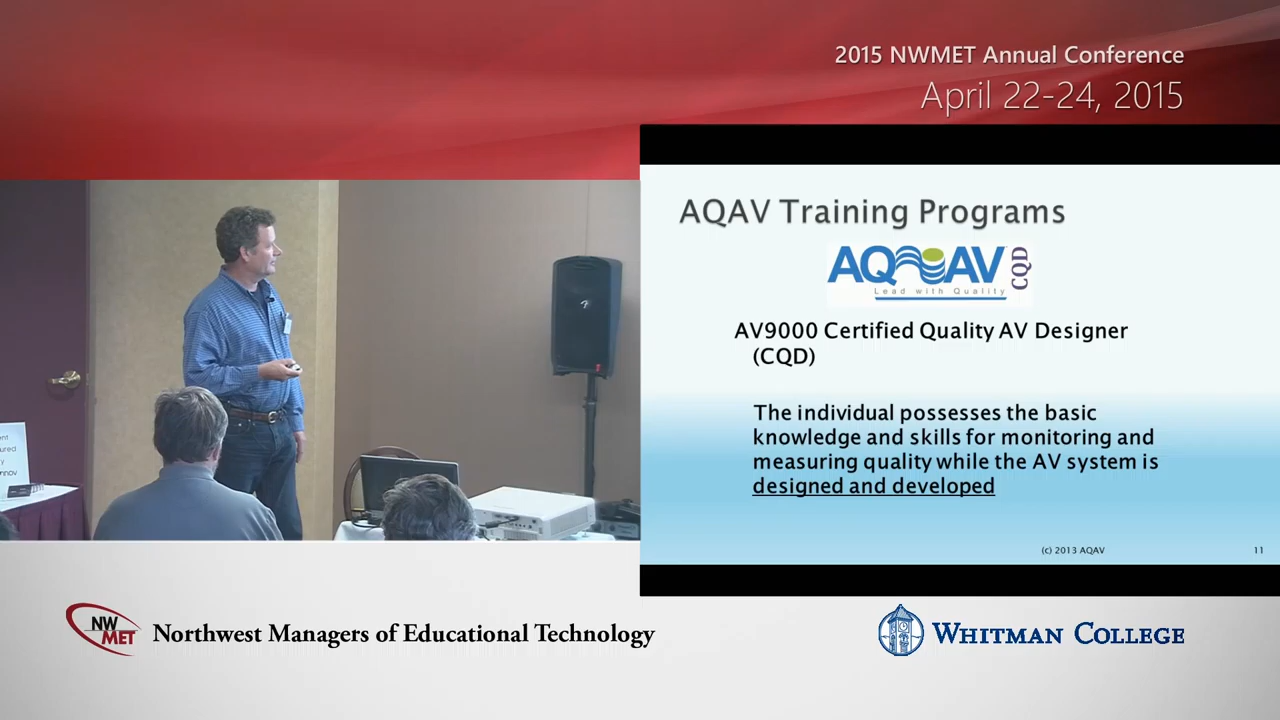 2015 NWMET Annual Conference
April 22-24, 2015
AQAV Training Programs
AQAV CQD
Lead with Quality
AV9000 Certified Quality AV Designer
(CQD)
The individual possesses the basic
knowledge and skills for monitoring and
measuring quality while the AV system is
designed and developed
(c) 2013 AQAV
11
NW
MET
Northwest Managers of Educational Technology
WHITMAN COLLEGE